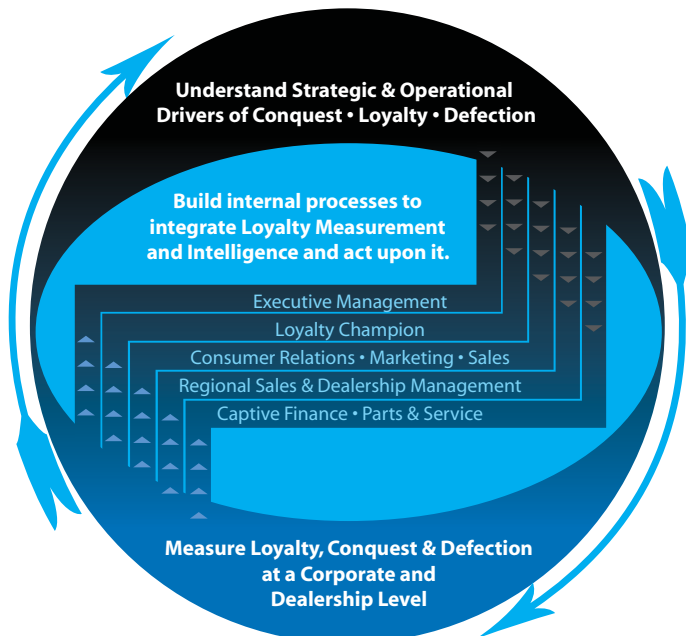 Understand Strategic & Operational
Drivers of Conquest • Loyalty • Defection
Build internal processes to
integrate Loyalty Measurement
and Intelligence and act upon it.
Executive Management
Loyalty Champion
Consumer Relations • Marketing • Sales
Regional Sales & Dealership Management
Captive Finance • Parts & Service
Measure Loyalty, Conquest & Defection
at a Corporate and
Dealership Level